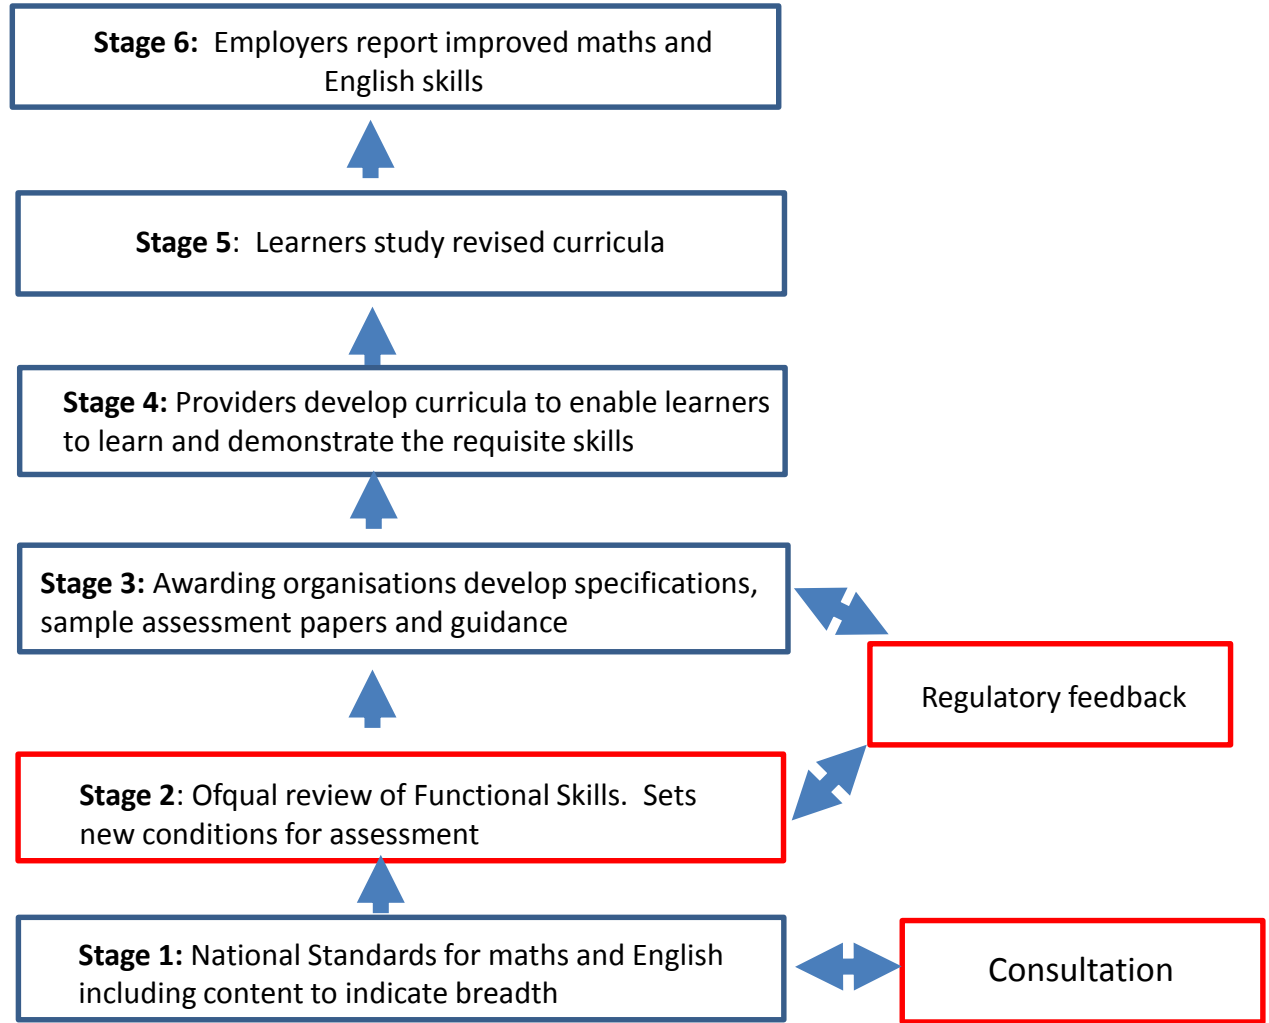 Stage 6: Employers report improved maths and
English skills
Stage 5: Learners study revised curricula
Stage 4: Providers develop curricula to enable learners
to learn and demonstrate the requisite skills
Stage 3: Awarding organisations develop specifications,
sample assessment papers and guidance
Regulatory feedback
Stage 2: Ofqual review of Functional Skills. Sets
new conditions for assessment
Stage 1: National Standards for maths and English
including content to indicate breadth
Consultation